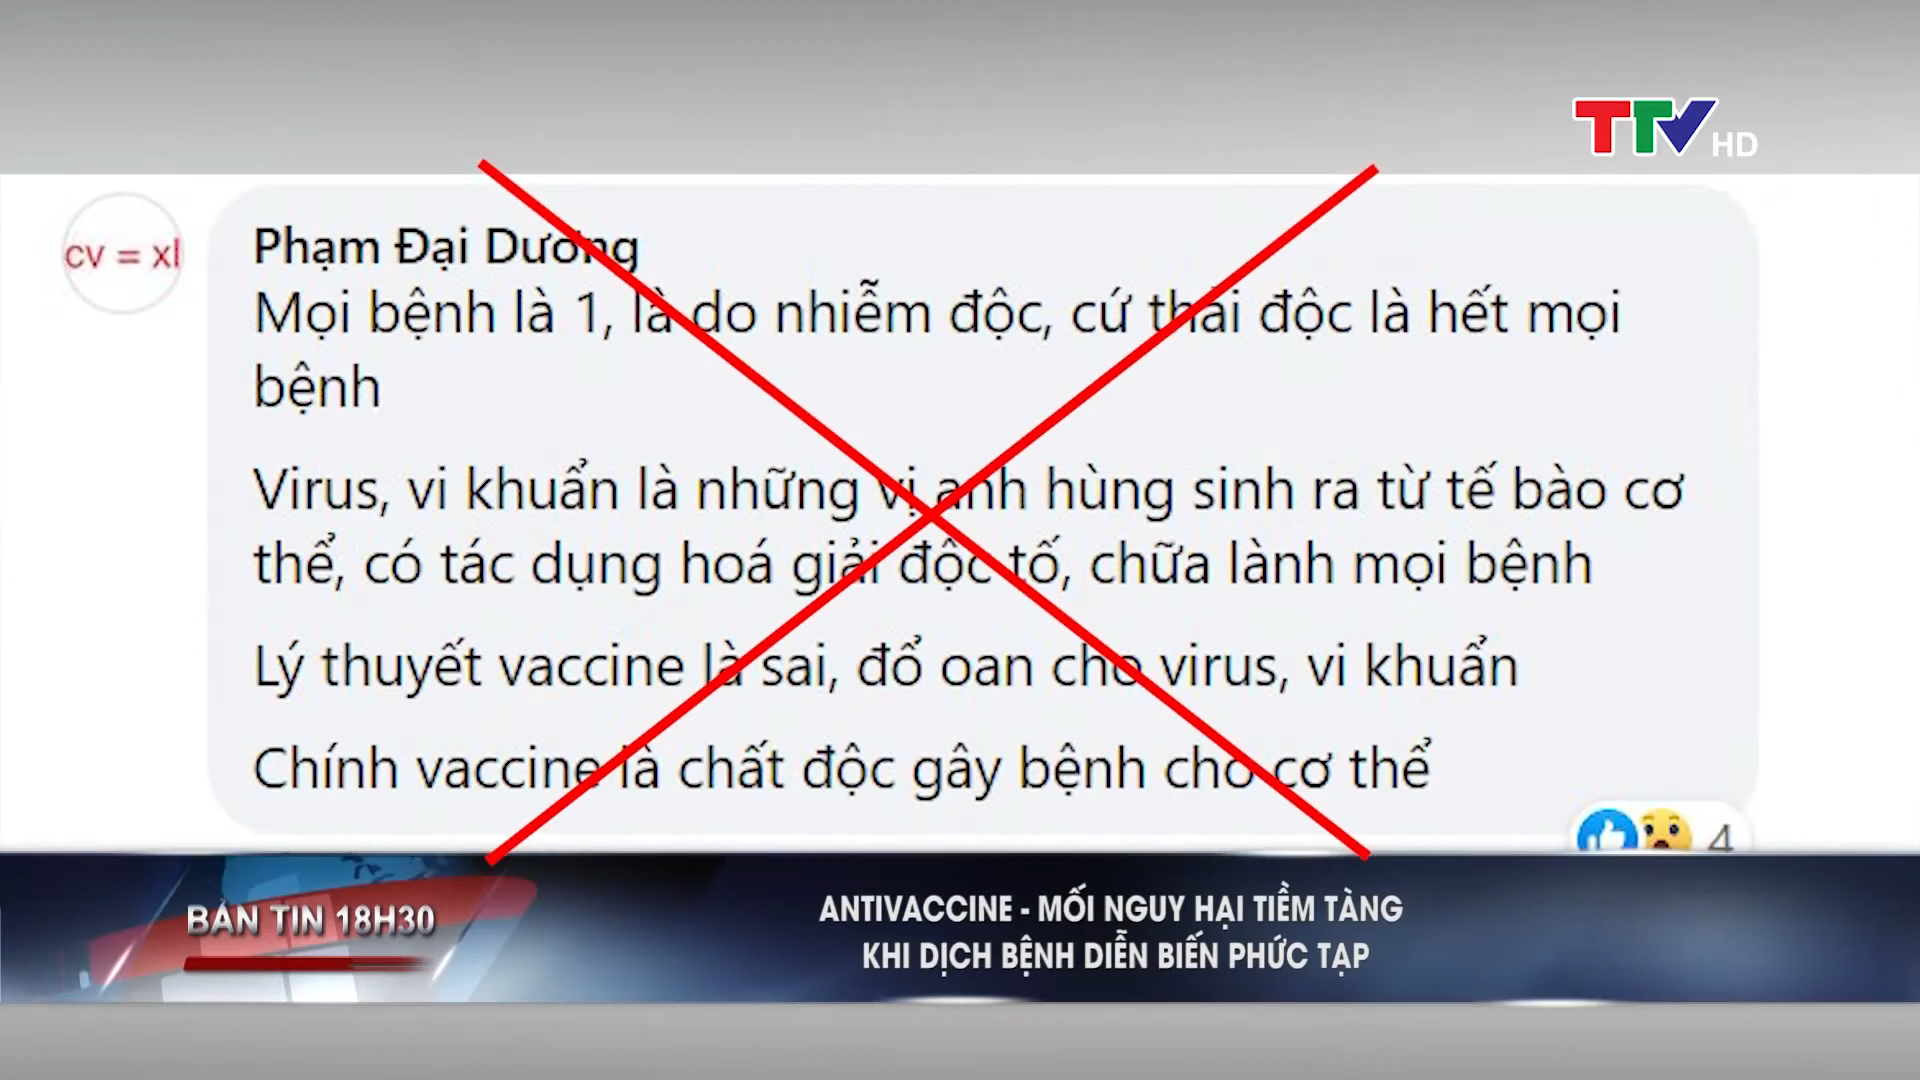 TTV HD
cv = xl
Phạm Đại Dương
Mọi bệnh là 1, là do nhiễm độc, cứ thải độc là hết mọi
bệnh
Virus, vi khuẩn là những vị anh hùng sinh ra từ tế bào cơ
thể, có tác dụng hoá giải độc tố, chữa lành mọi bệnh
Lý thuyết vaccine là sai, đổ oan cho virus, vi khuẩn
Chính vaccine là chất độc gây bệnh cho cơ thể
4
BẢN TIN 18H30
ANTIVACCINE - MỐI NGUY HẠI TIỀM TÀNG
KHI DỊCH BỆNH DIỄN BIẾN PHỨC TẠP